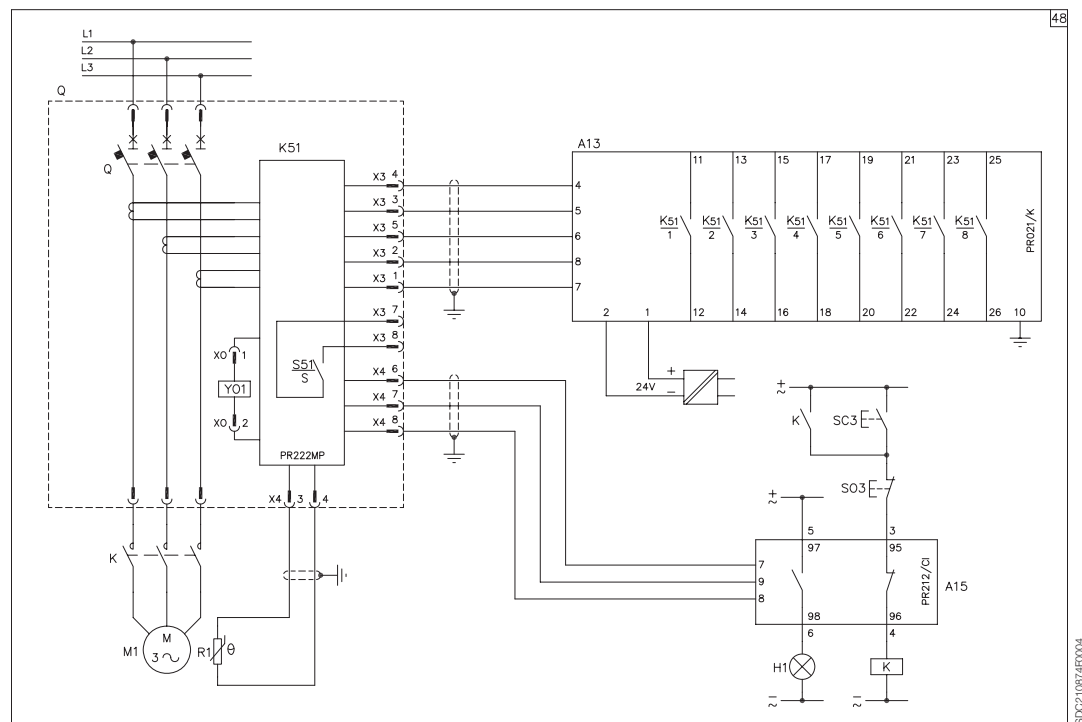 48
L1
L2
L3
Q
Q
K51
X3 4
X3 3
X3 5
X3 2
X3 1
X3 7
X3 8
X4 6
X4 7
X4 8
S51
S
X0 1
Y01
X0 2
PR222MP
X4 3 4
K
M1
M
3 ~
R1 θ
A13
4
5
6
8
7
11 13 15 17 19 21 23 25
K51 K51 K51 K51 K51 K51 K51 K51
1 2 3 4 5 6 7 8
PR021/K
2 1 12 14 16 18 20 22 24 26 10
+
24V
−
+
~
K SC3
SO3
+
~
5 3
97 95
7
9
8
PR212/CI
A15
98 96
6 4
H1 K
−
~
−
~
1SDC210874F0004